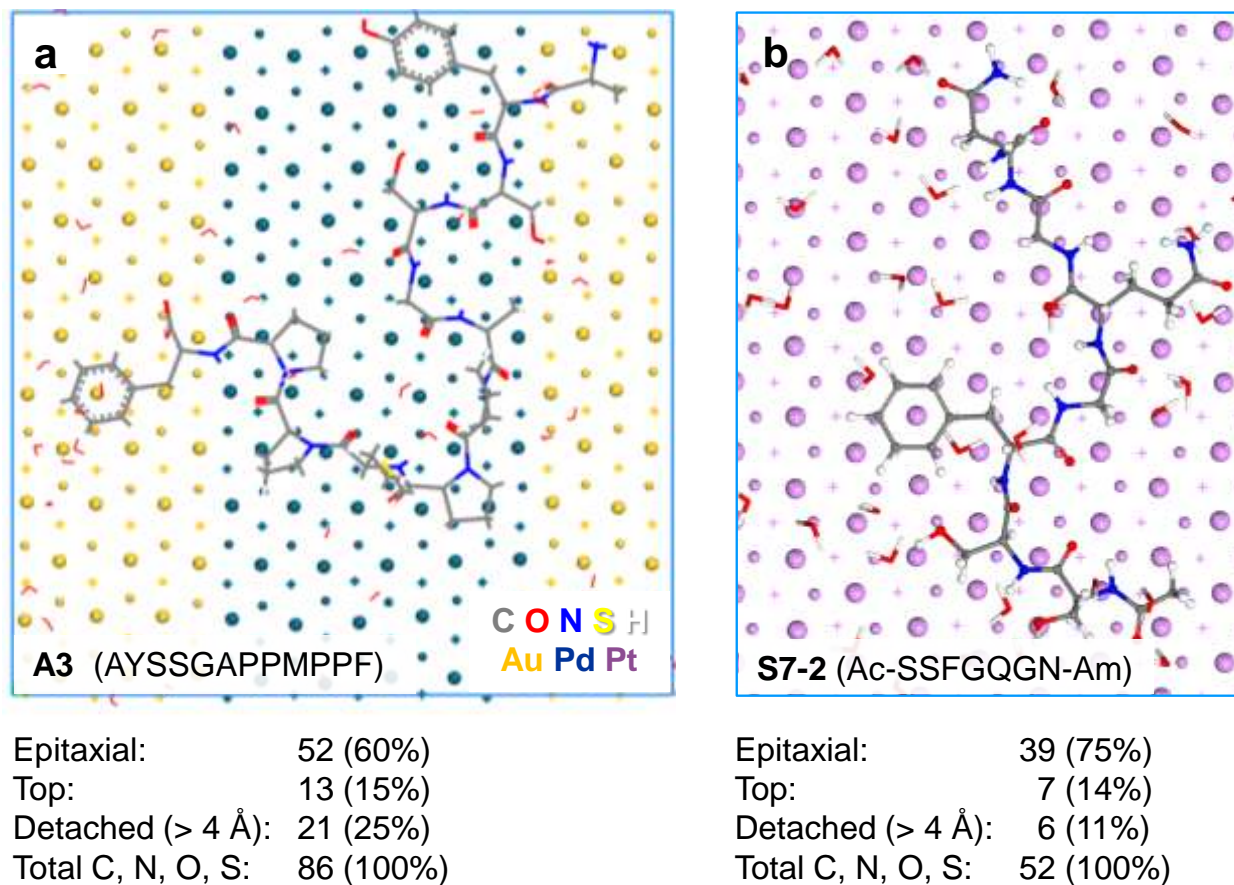 a
C O N S H
Au Pd Pt
A3 (AYSSGAPPMPPF)
Epitaxial: 52 (60%)
Top: 13 (15%)
Detached (> 4 Å): 21 (25%)
Total C, N, O, S: 86 (100%)
b
S7-2 (Ac-SSFGQGN-Am)
Epitaxial: 39 (75%)
Top: 7 (14%)
Detached (> 4 Å): 6 (11%)
Total C, N, O, S: 52 (100%)